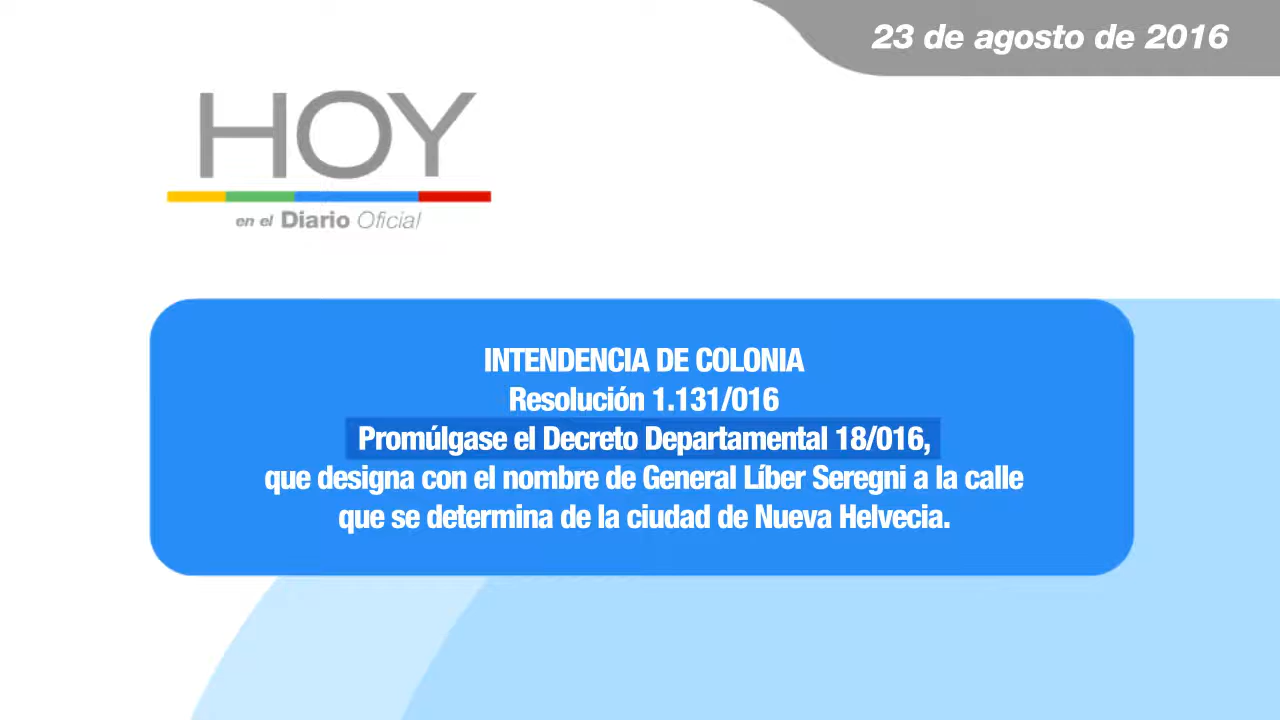 23 de agosto de 2016
HOY
en el Diario Oficial
INTENDENCIA DE COLONIA
Resolución 1.131/016
Promúlgase el Decreto Departamental 18/016,
que designa con el nombre de General Líber Seregni a la calle
que se determina de la ciudad de Nueva Helvecia.